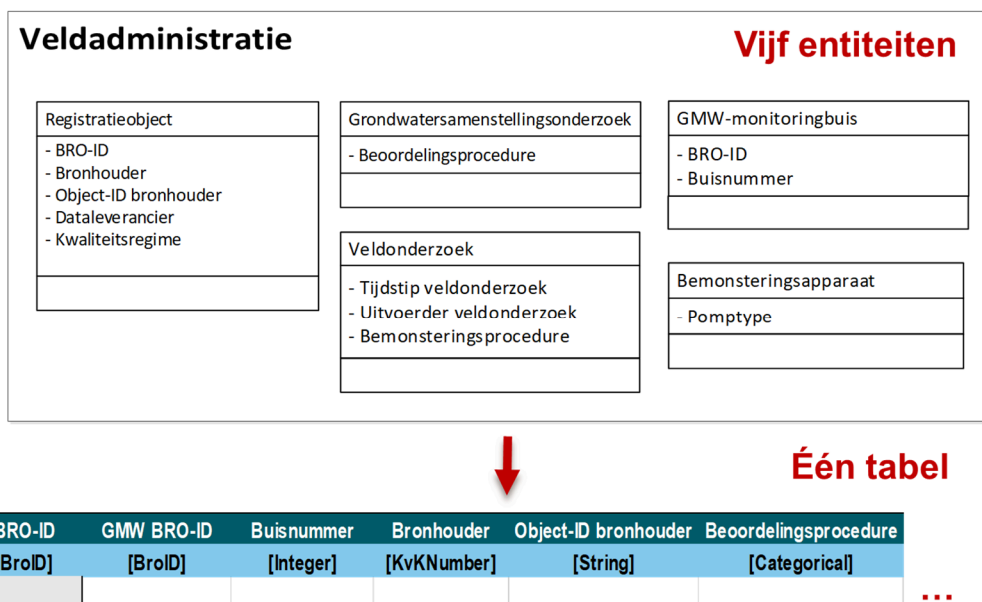 Veldadministratie
Vijf entiteiten
Registratieobject
- BRO-ID
- Bronhouder
- Object-ID bronhouder
- Dataleverancier
- Kwaliteitsregime
Grondwatersamenstellingsonderzoek
- Beoordelingsprocedure
Veldonderzoek
- Tijdstip veldonderzoek
- Uitvoerder veldonderzoek
- Bemonsteringsprocedure
GMW-monitoringbuis
- BRO-ID
- Buisnummer
Bemonsteringsapparaat
- Pomptype
Één tabel
BRO-ID GMW BRO-ID Buisnummer Bronhouder Object-ID bronhouder Beoordelingsprocedure
BroID] [BroID] [Integer] [KvKNumber] [String] [Categorical]
...